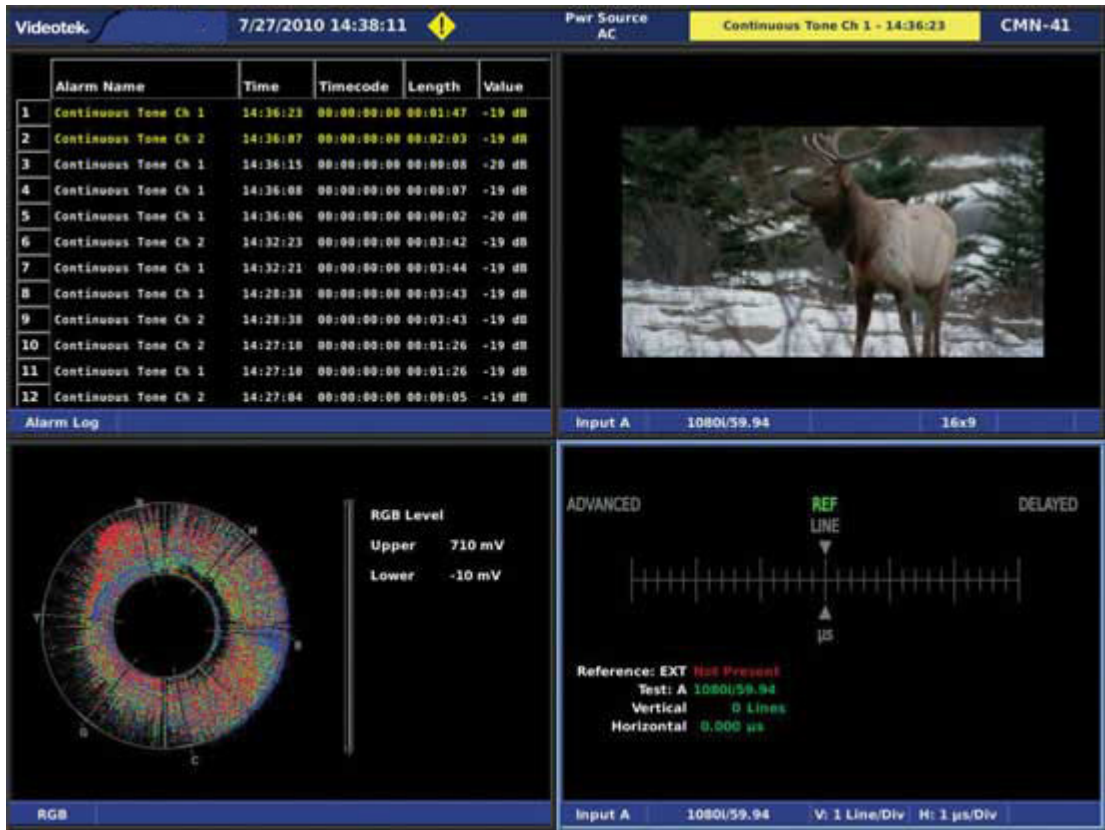 Videotek. 7/27/2010 14:38:11 Pwr Source AC Continuous Tone Ch 1 - 14:36:23 CMN-41
Alarm Name Time Timecode Length Value
1 Continuous Tone Ch 1 14:36:23 00:00:00:00 00:01:47 -19 dB
2 Continuous Tone Ch 2 14:36:07 00:00:00:00 00:02:03 -19 dB
3 Continuous Tone Ch 1 14:36:15 00:00:00:00 00:00:08 -20 dB
4 Continuous Tone Ch 1 14:36:08 00:00:00:00 00:00:07 -19 dB
5 Continuous Tone Ch 1 14:36:06 00:00:00:00 00:00:02 -20 dB
6 Continuous Tone Ch 2 14:32:23 00:00:00:00 00:03:42 -19 dB
7 Continuous Tone Ch 1 14:32:21 00:00:00:00 00:03:44 -19 dB
8 Continuous Tone Ch 1 14:28:38 00:00:00:00 00:03:43 -19 dB
9 Continuous Tone Ch 2 14:28:38 00:00:00:00 00:03:43 -19 dB
10 Continuous Tone Ch 2 14:27:10 00:00:00:00 00:01:26 -19 dB
11 Continuous Tone Ch 1 14:27:10 00:00:00:00 00:01:26 -19 dB
12 Continuous Tone Ch 2 14:27:04 00:00:00:00 00:00:05 -19 dB
Alarm Log
Input A 1080i/59.94 16x9
RGB Level
Upper 710 mV
Lower -10 mV
Y
B
G
C
RGB
ADVANCED REF DELAYED
LINE
µs
Reference: EXT Not Present
Test: A 1080i/59.94
Vertical 0 Lines
Horizontal 0.000 µs
Input A 1080i/59.94 V: 1 Line/Div H: 1 µs/Div